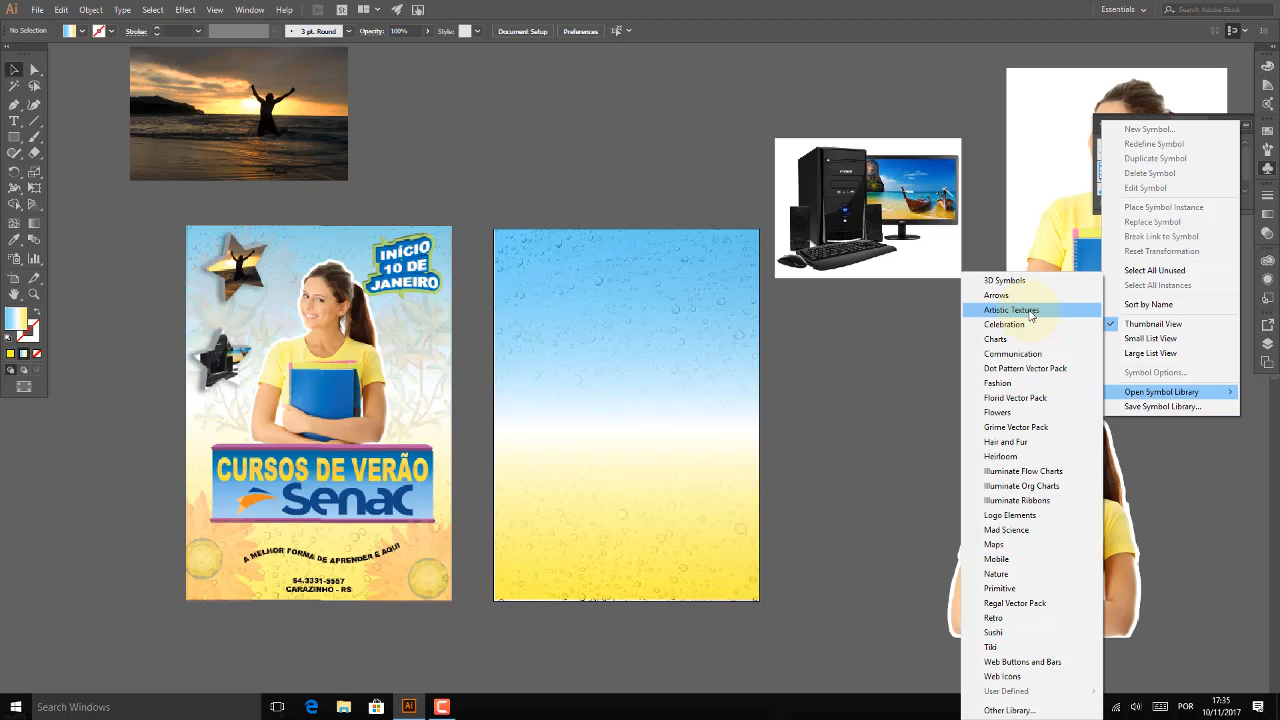 Ai File Edit Object Type Select Effect View Window Help Br St Essentials Search Adobe Stock
No Selection Stroke: 3 pt. Round Opacity: 100% Style: Document Setup Preferences
New Symbol...
Redefine Symbol
Duplicate Symbol
Delete Symbol
Edit Symbol
Place Symbol Instance
Replace Symbol
Break Link to Symbol
Reset Transformation
Select All Unused
Select All Instances
Sort by Name
Thumbnail View
Small List View
Large List View
Symbol Options...
Open Symbol Library
Save Symbol Library...
3D Symbols
Arrows
Artistic Textures
Celebration
Charts
Communication
Dot Pattern Vector Pack
Fashion
Florid Vector Pack
Flowers
Grime Vector Pack
Hair and Fur
Heirloom
Illuminate Flow Charts
Illuminate Org Charts
Illuminate Ribbons
Logo Elements
Mad Science
Maps
Mobile
Nature
Primitive
Regal Vector Pack
Retro
Sushi
Tiki
Web Buttons and Bars
Web Icons
User Defined
Other Library...
INÍCIO
10 DE
JANEIRO
CURSOS DE VERÃO
Senac
A MELHOR FORMA DE APRENDER É AQUI
54.3331-5557
CARAZINHO - RS
Search Windows
Ai
POR
17:35
10/11/2017